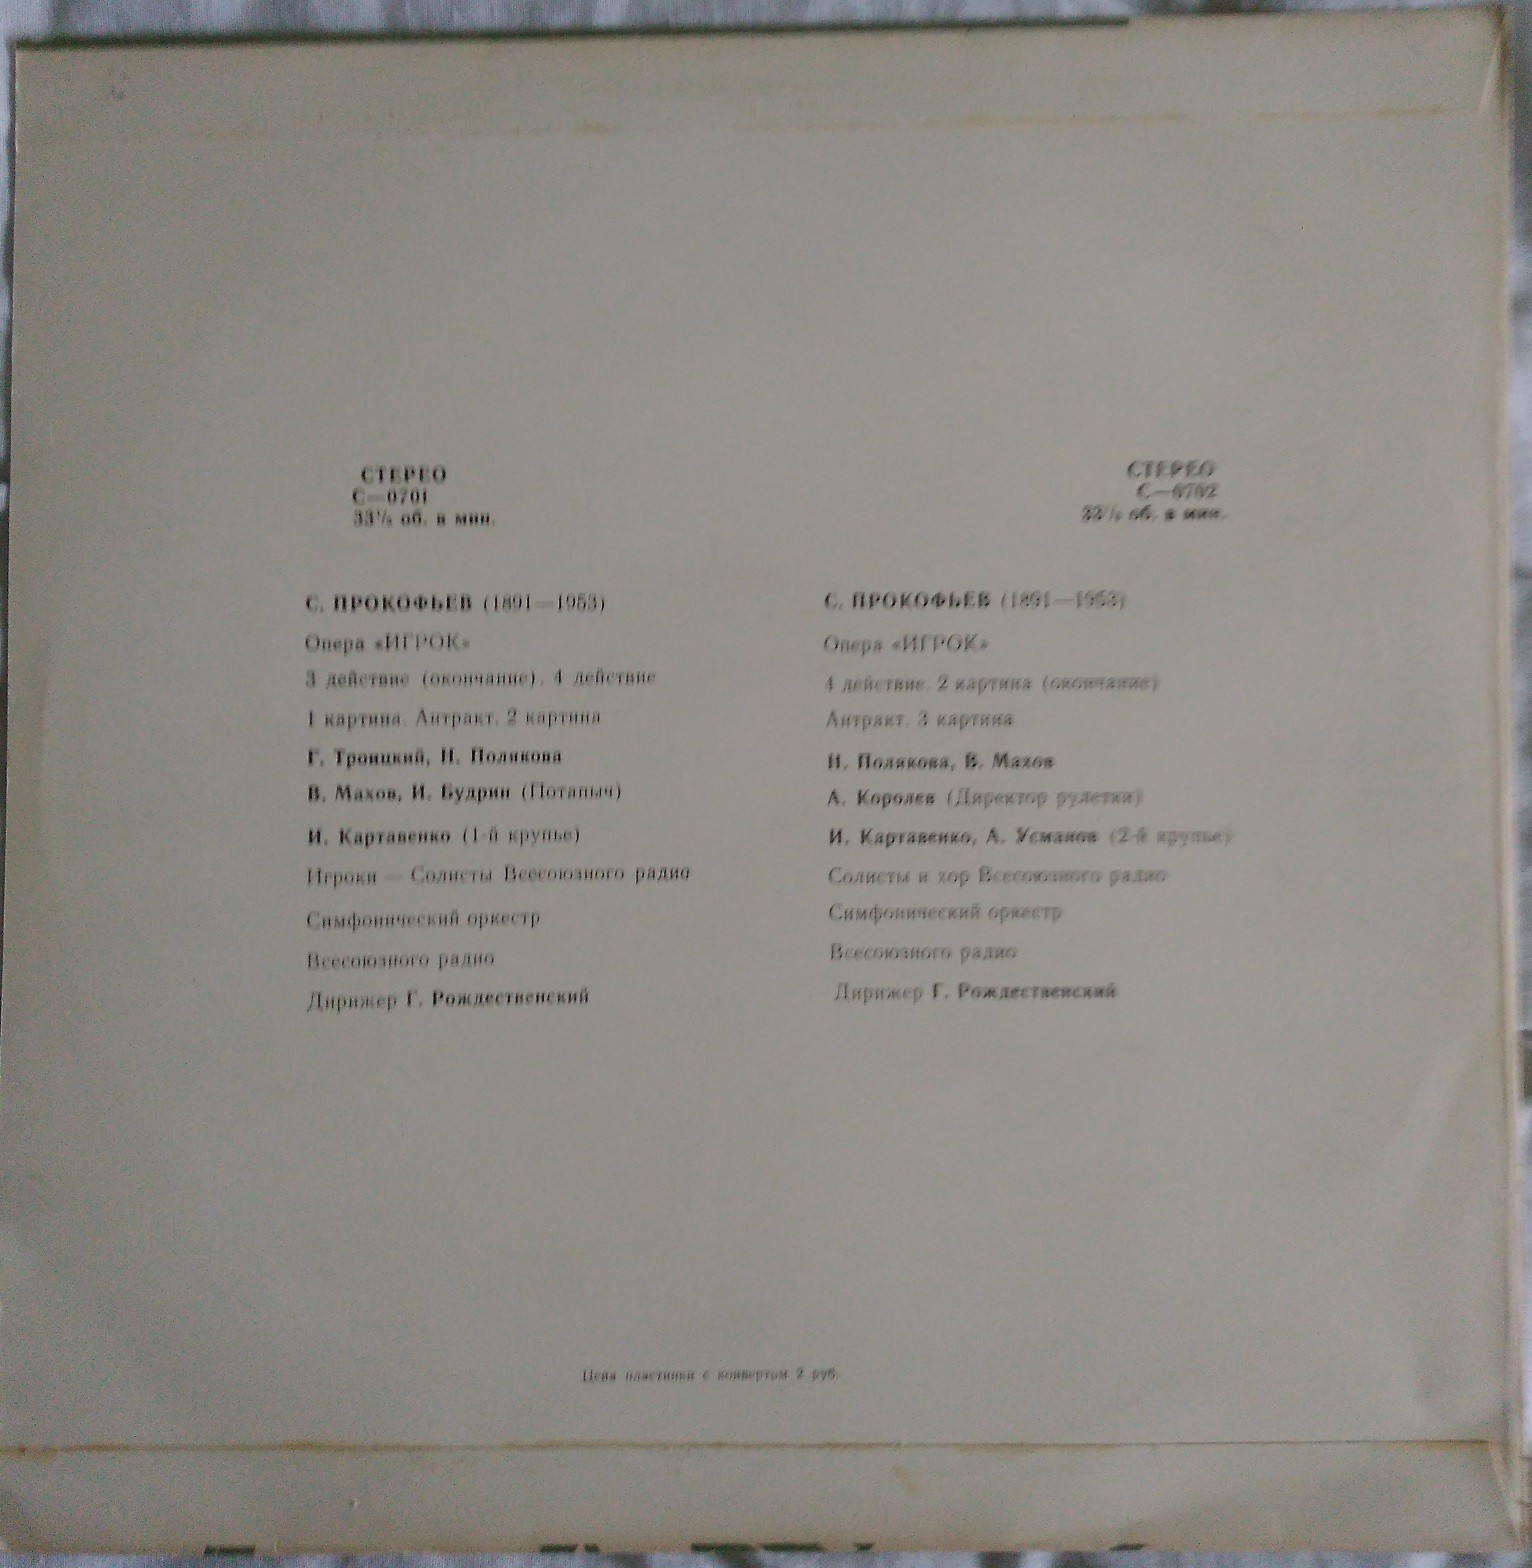 СТЕРЕО
С—0701
33⅓ об. в мин.
С. ПРОКОФЬЕВ (1891—1953)
Опера «ИГРОК»
3 действие (окончание). 4 действие
1 картина. Антракт. 2 картина
Г. Троицкий, Н. Полякова
В. Махов, И. Будрин (Потапыч)
И. Картавенко (1-й крупье)
Игроки — Солисты Всесоюзного радио
Симфонический оркестр
Всесоюзного радио
Дирижер Г. Рождественский
СТЕРЕО
С—0702
33⅓ об. в мин.
С. ПРОКОФЬЕВ (1891—1953)
Опера «ИГРОК»
4 действие. 2 картина (окончание)
Антракт. 3 картина
Н. Полякова, В. Махов
А. Королев (Директор рулетки)
И. Картавенко, А. Усманов (2-й крупье)
Солисты и хор Всесоюзного радио
Симфонический оркестр
Всесоюзного радио
Дирижер Г. Рождественский
Цена пластинки с конвертом 2 руб.